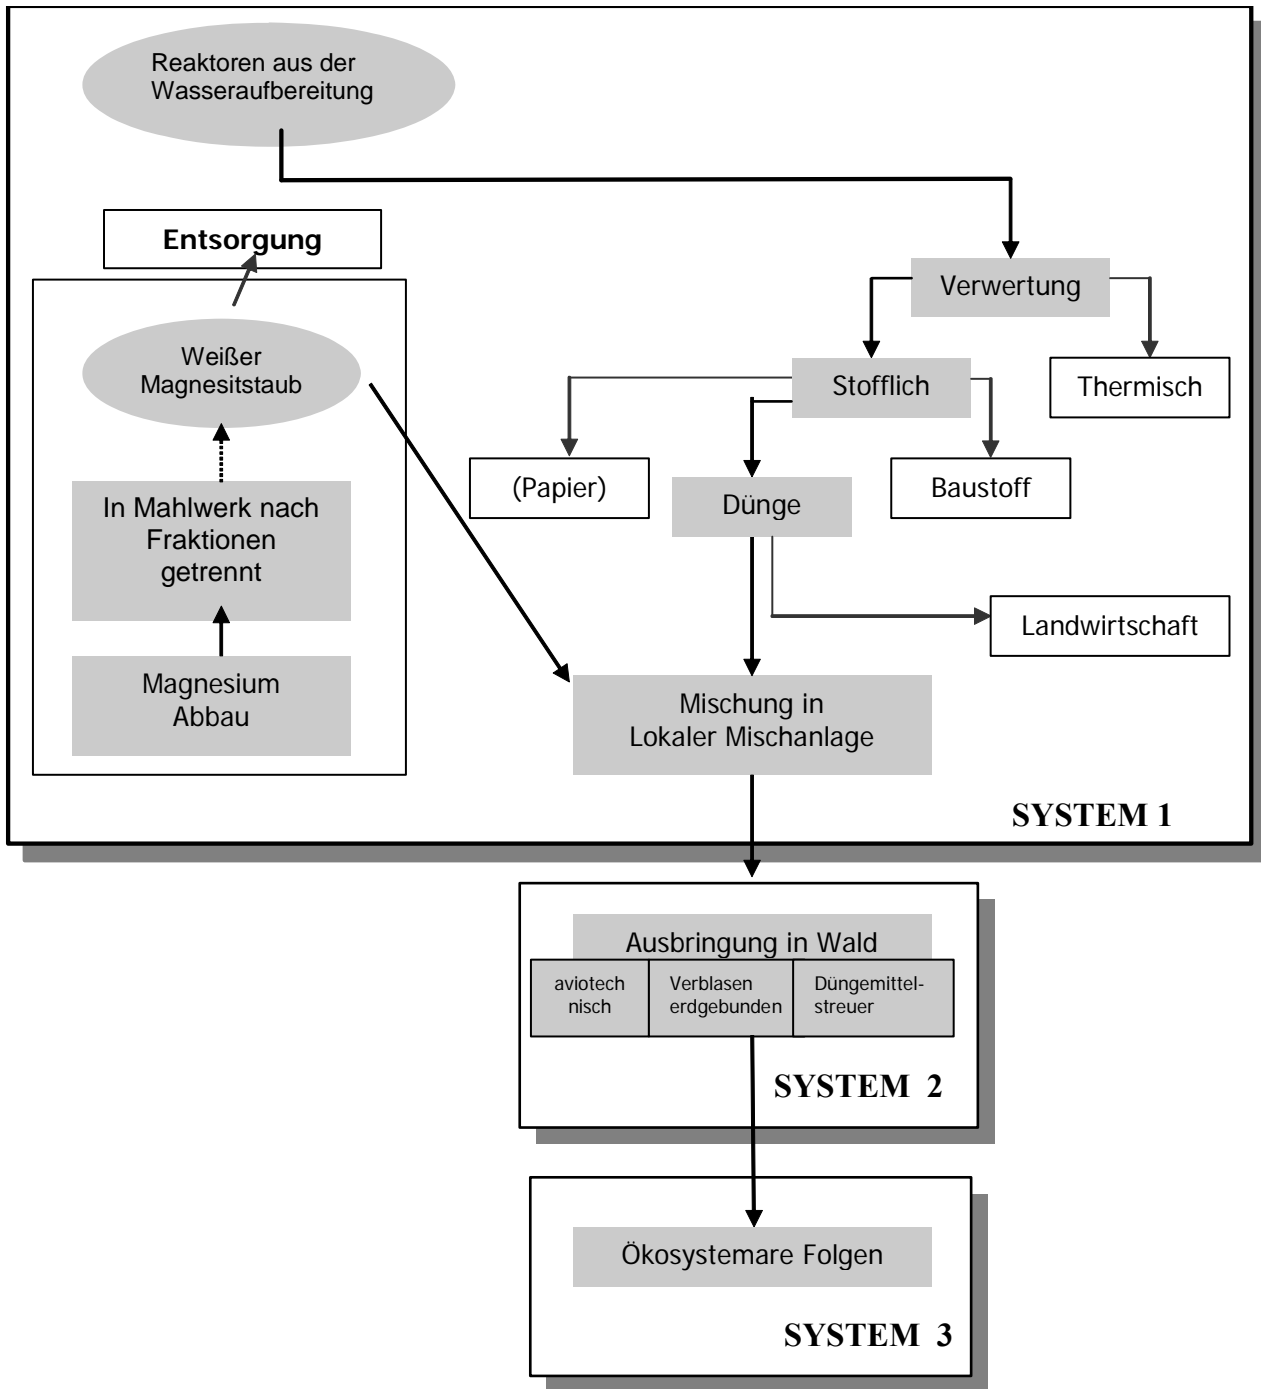 Reaktoren aus der
Wasseraufbereitung
Entsorgung
Verwertung
Weißer
Magnesitstaub
Stofflich
Thermisch
(Papier)
Baustoff
Dünge
In Mahlwerk nach
Fraktionen
getrennt
Landwirtschaft
Magnesium
Abbau
Mischung in
Lokaler Mischanlage
SYSTEM 1
Ausbringung in Wald
aviotech
nisch
Verblasen
erdgebunden
Düngemittel-
streuer
SYSTEM 2
Ökosystemare Folgen
SYSTEM 3